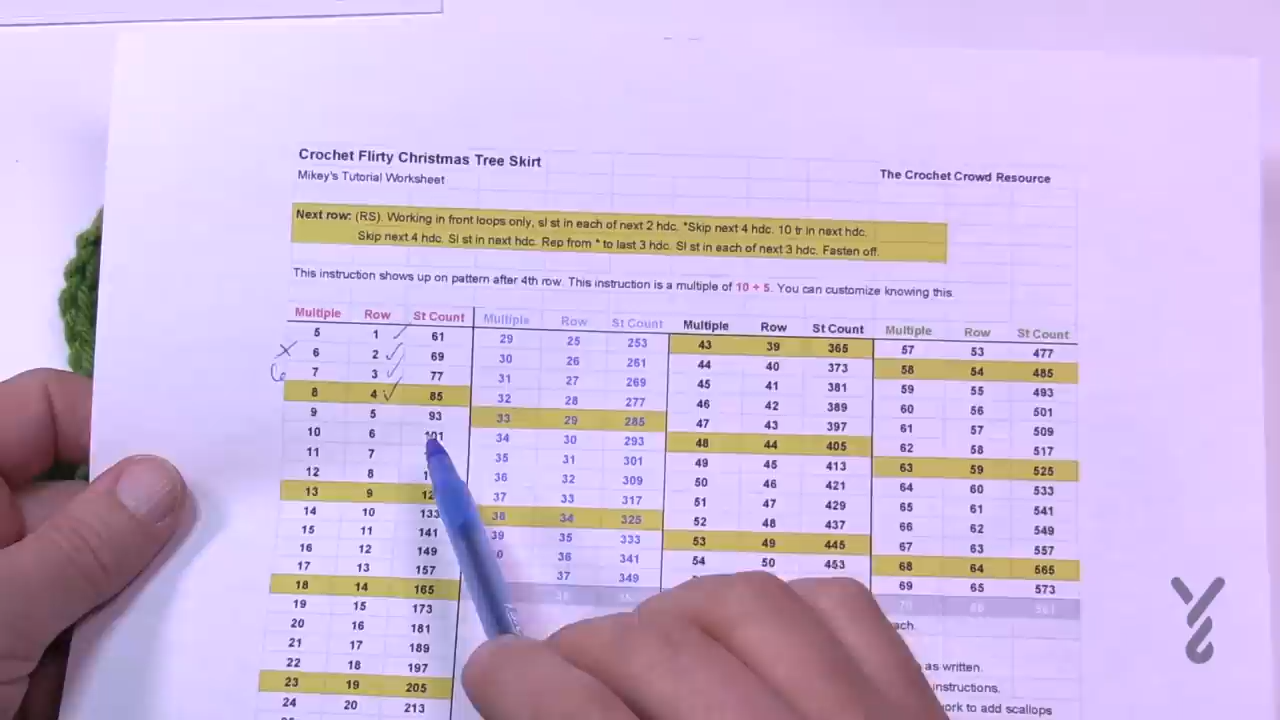 Crochet Flirty Christmas Tree Skirt
Mikey's Tutorial Worksheet
The Crochet Crowd Resource
Next row: (RS). Working in front loops only, sl st in each of next 2 hdc. *Skip next 4 hdc. 10 tr in next hdc.
Skip next 4 hdc. Sl st in next hdc. Rep from * to last 3 hdc. Sl st in each of next 3 hdc. Fasten off.
This instruction shows up on pattern after 4th row. This instruction is a multiple of 10 + 5. You can customize knowing this.
Multiple Row St Count
5 1 ✓ 61
x 6 2 ✓ 69
7 3 ✓ 77
8 4 ✓ 85
9 5 93
10 6 101
11 7
12 8
13 9
14 10 133
15 11 141
16 12 149
17 13 157
18 14 165
19 15 173
20 16 181
21 17 189
22 18 197
23 19 205
24 20 213
Multiple Row St Count
29 25 253
30 26 261
31 27 269
32 28 277
33 29 285
34 30 293
35 31 301
36 32 309
37 33 317
38 34 325
39 35 333
36 341
37 349
38
Multiple Row St Count
43 39 365
44 40 373
45 41 381
46 42 389
47 43 397
48 44 405
49 45 413
50 46 421
51 47 429
52 48 437
53 49 445
54 50 453
Multiple Row St Count
57 53 477
58 54 485
59 55 493
60 56 501
61 57 509
62 58 517
63 59 525
64 60 533
65 61 541
66 62 549
67 63 557
68 64 565
69 65 573
70 66 581
as written.
instructions.
to add scallops